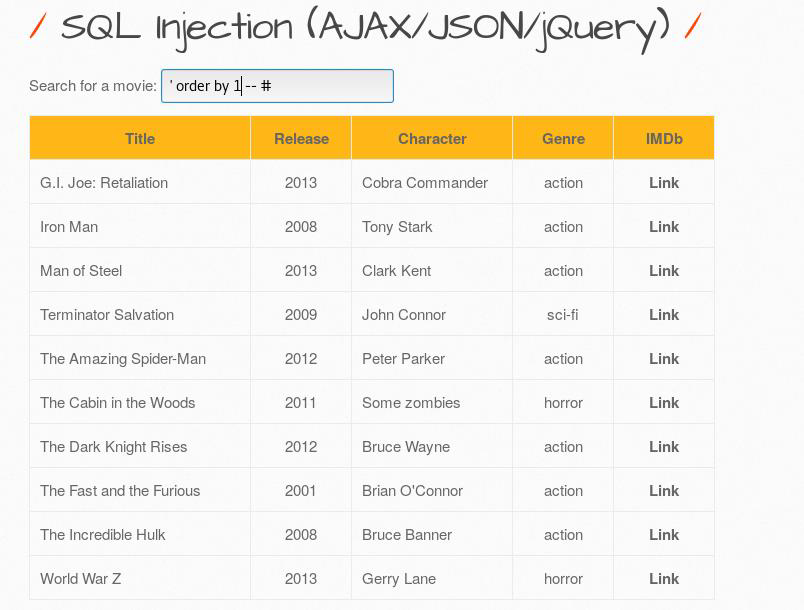 / SQL Injection (AJAX/JSON/jQuery) /
Search for a movie: ' order by 1 -- #
Title Release Character Genre IMDb
G.I. Joe: Retaliation 2013 Cobra Commander action Link
Iron Man 2008 Tony Stark action Link
Man of Steel 2013 Clark Kent action Link
Terminator Salvation 2009 John Connor sci-fi Link
The Amazing Spider-Man 2012 Peter Parker action Link
The Cabin in the Woods 2011 Some zombies horror Link
The Dark Knight Rises 2012 Bruce Wayne action Link
The Fast and the Furious 2001 Brian O'Connor action Link
The Incredible Hulk 2008 Bruce Banner action Link
World War Z 2013 Gerry Lane horror Link